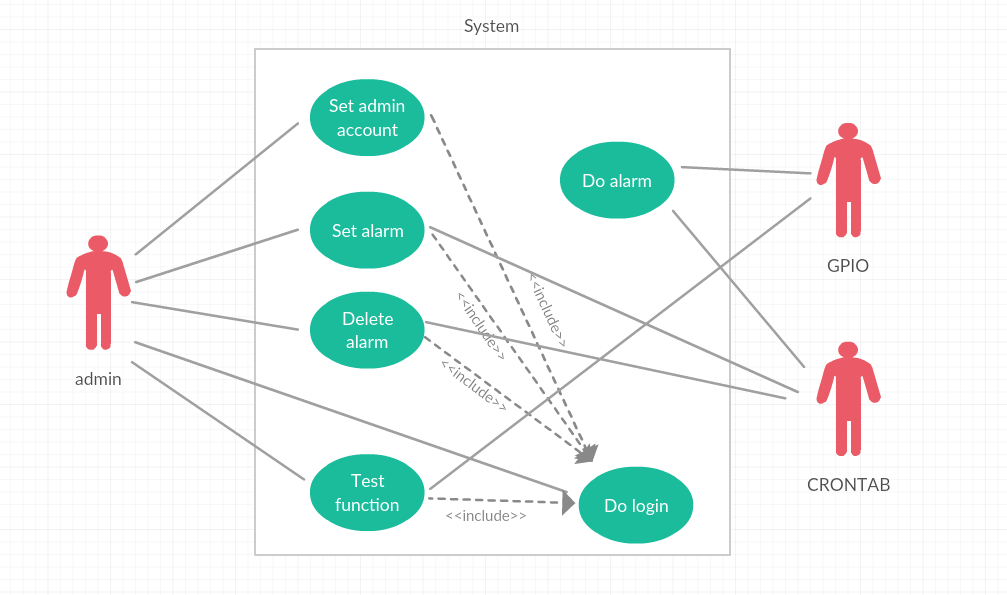 System
Set admin
account
Do alarm
Set alarm
GPIO
<<include>>
<<include>>
Delete
alarm
<<include>>
admin
Test
function
CRONTAB
Do login
<<include>>